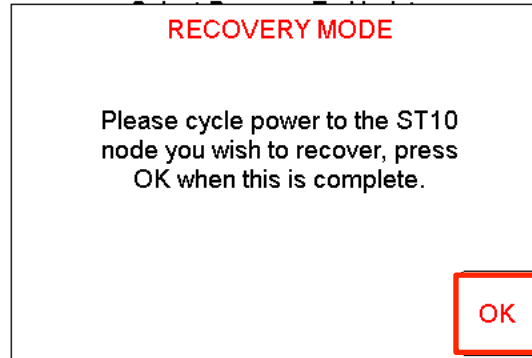 RECOVERY MODE
Please cycle power to the ST10
node you wish to recover, press
OK when this is complete.
OK